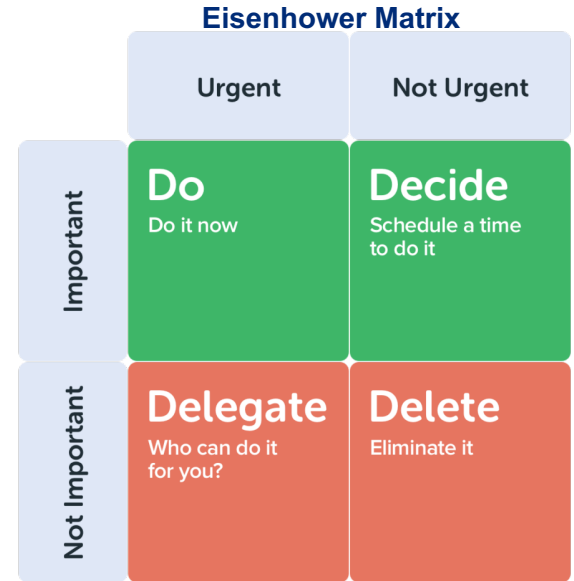 Eisenhower Matrix
Urgent
Not Urgent
Important
Do
Do it now
Decide
Schedule a time
to do it
Not Important
Delegate
Who can do it
for you?
Delete
Eliminate it